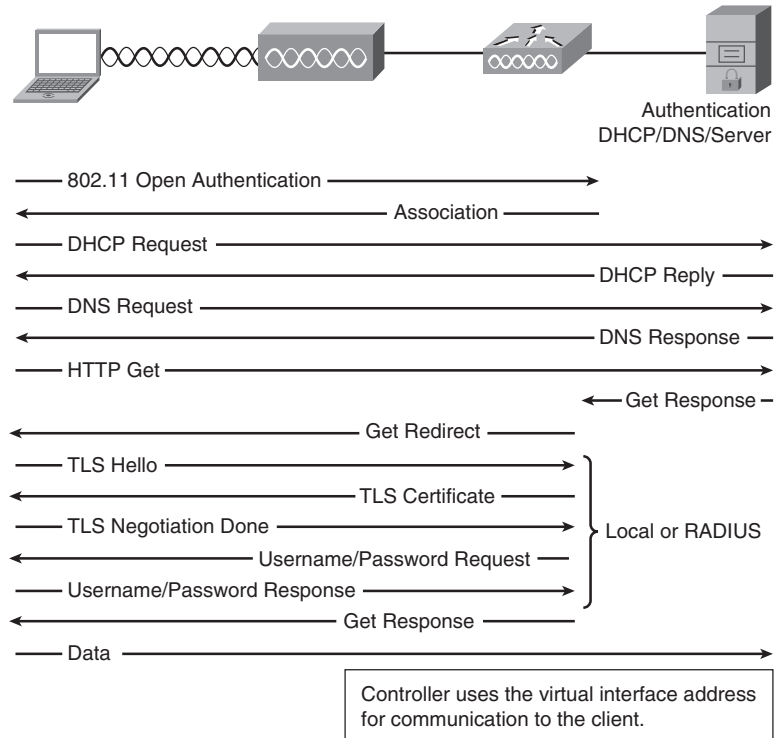 Authentication
DHCP/DNS/Server
802.11 Open Authentication
Association
DHCP Request
DHCP Reply
DNS Request
DNS Response
HTTP Get
Get Response
Get Redirect
TLS Hello
TLS Certificate
TLS Negotiation Done
Local or RADIUS
Username/Password Request
Username/Password Response
Get Response
Data
Controller uses the virtual interface address
for communication to the client.